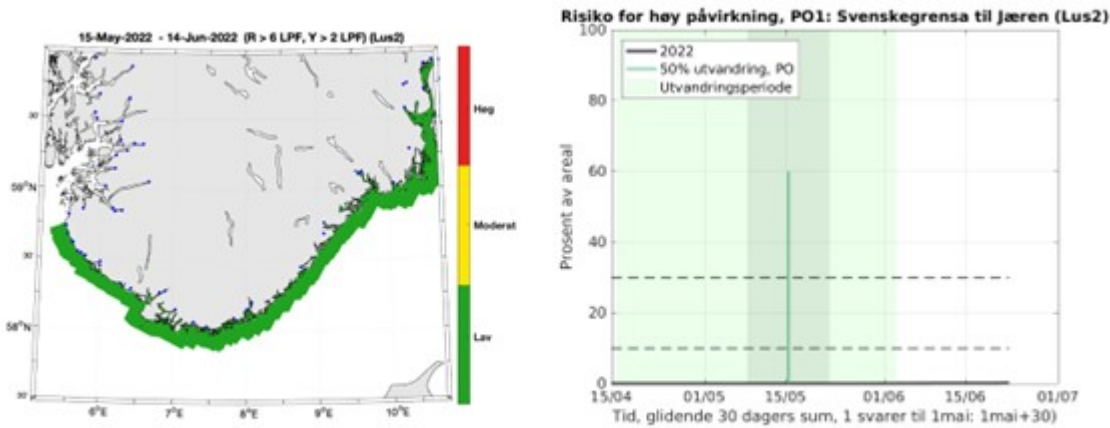 15-May-2022 - 14-Jun-2022 (R > 6 LPF, Y > 2 LPF) (Lus2)
30'
59°N
30'
58°N
30'
6°E
7°E
8°E
9°E
10°E
Høg
Moderat
Lav
Risiko for høy påvirkning, PO1: Svenskegrensa til Jæren (Lus2)
2022
50% utvandring, PO
Utvandringsperiode
100
80
60
40
20
0
Prosent av areal
15/04
01/05
15/05
01/06
15/06
01/07
Tid, glidende 30 dagers sum, 1 svarer til 1mai: 1mai+30)